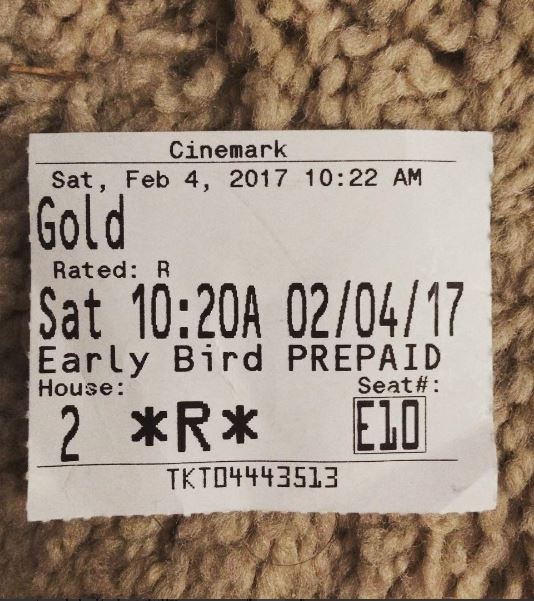 Cinemark
Sat, Feb 4, 2017 10:22 AM
Gold
Rated: R
Sat 10:20A 02/04/17
Early Bird PREPAID
House: Seat#:
2 *R* E10
TKT04443513